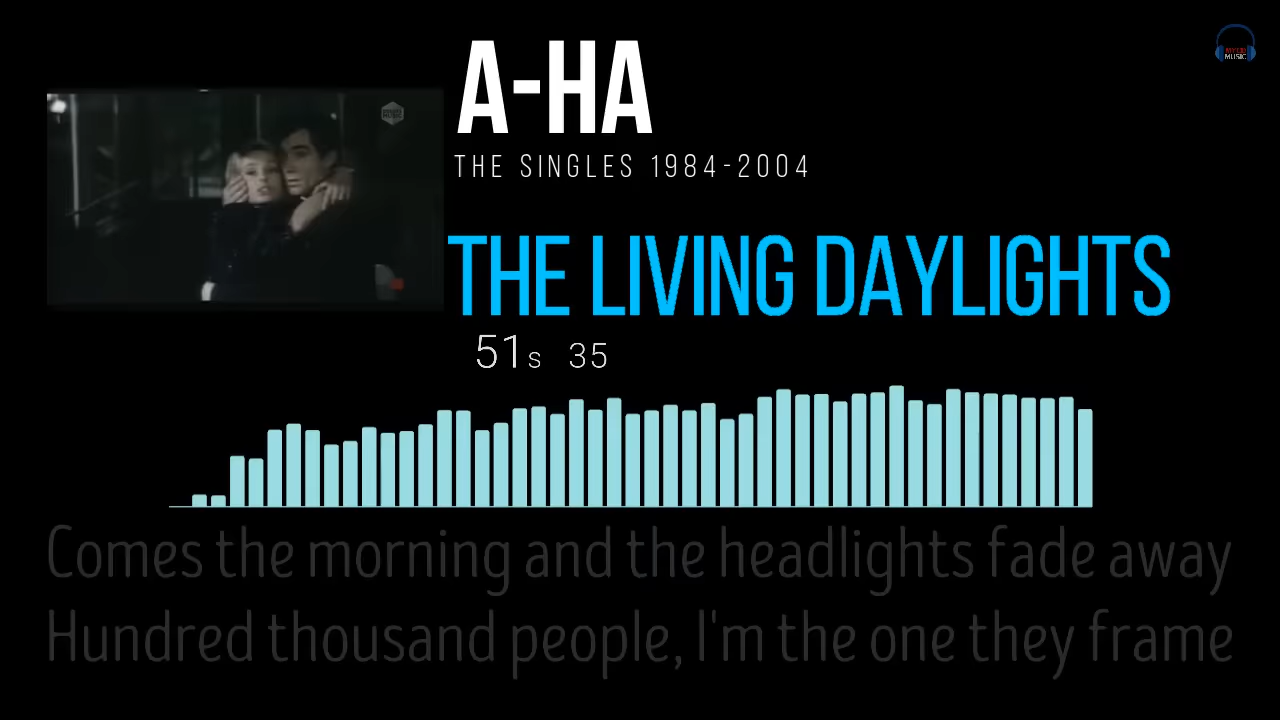 A-HA
THE SINGLES 1984-2004
THE LIVING DAYLIGHTS
51s 35
Comes the morning and the headlights fade away
Hundred thousand people, I'm the one they frame
MUSIC